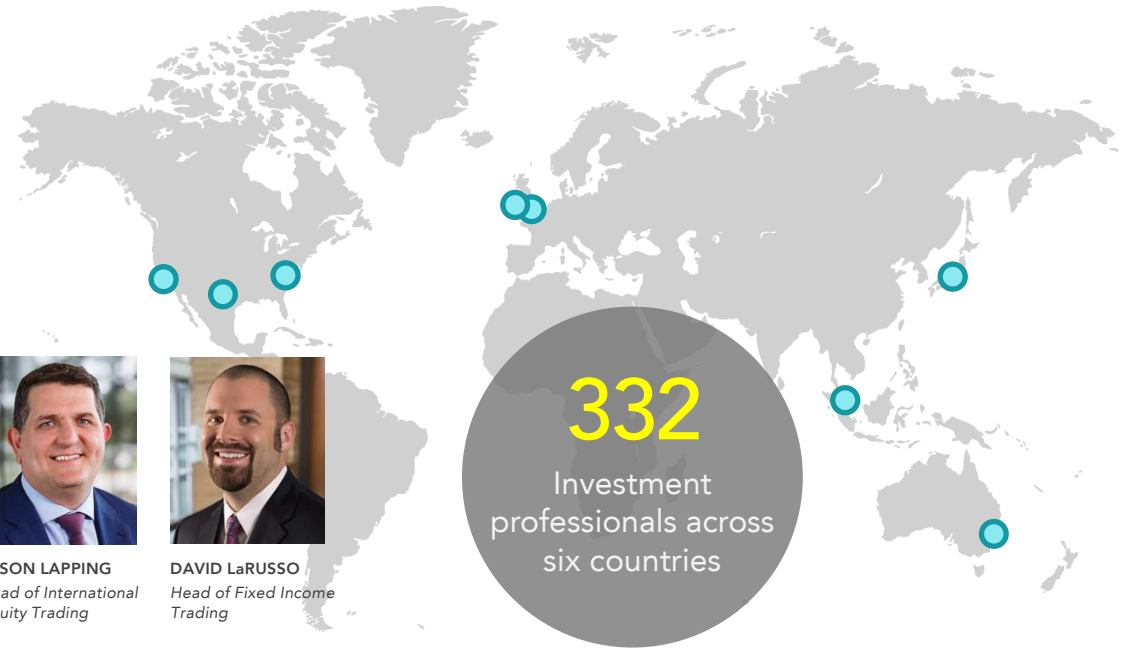 332
Investment
professionals across
six countries
SON LAPPING
ad of International
uity Trading
DAVID LaRUSSO
Head of Fixed Income
Trading